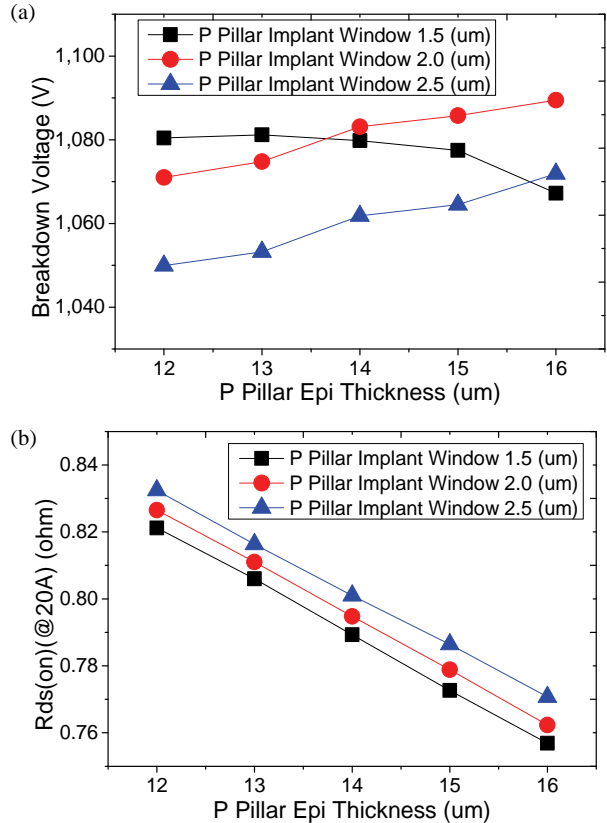 (a)
P Pillar Implant Window 1.5 (um)
P Pillar Implant Window 2.0 (um)
P Pillar Implant Window 2.5 (um)
1,100
1,080
1,060
1,040
Breakdown Voltage (V)
12 13 14 15 16
P Pillar Epi Thickness (um)
(b)
P Pillar Implant Window 1.5 (um)
P Pillar Implant Window 2.0 (um)
P Pillar Implant Window 2.5 (um)
0.84
0.82
0.80
0.78
0.76
Rds(on)(@20A) (ohm)
12 13 14 15 16
P Pillar Epi Thickness (um)